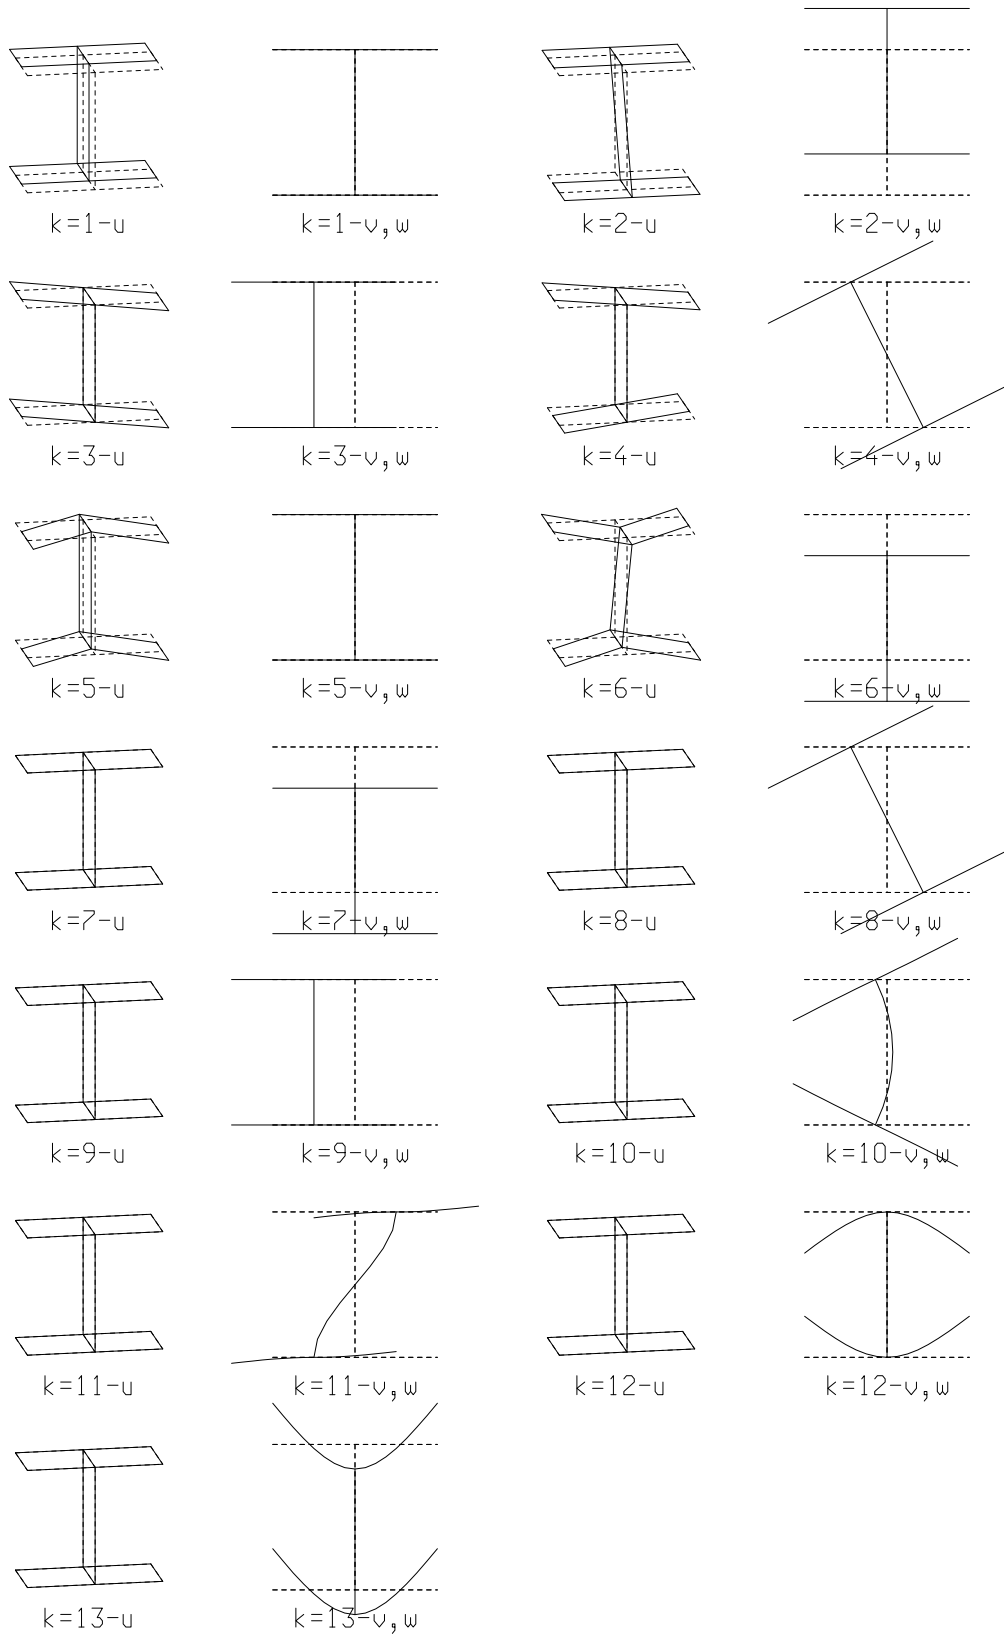 k=1-u k=1-v,w k=2-u k=2-v,w
k=3-u k=3-v,w k=4-u k=4-v,w
k=5-u k=5-v,w k=6-u k=6-v,w
k=7-u k=7-v,w k=8-u k=8-v,w
k=9-u k=9-v,w k=10-u k=10-v,w
k=11-u k=11-v,w k=12-u k=12-v,w
k=13-u k=13-v,w